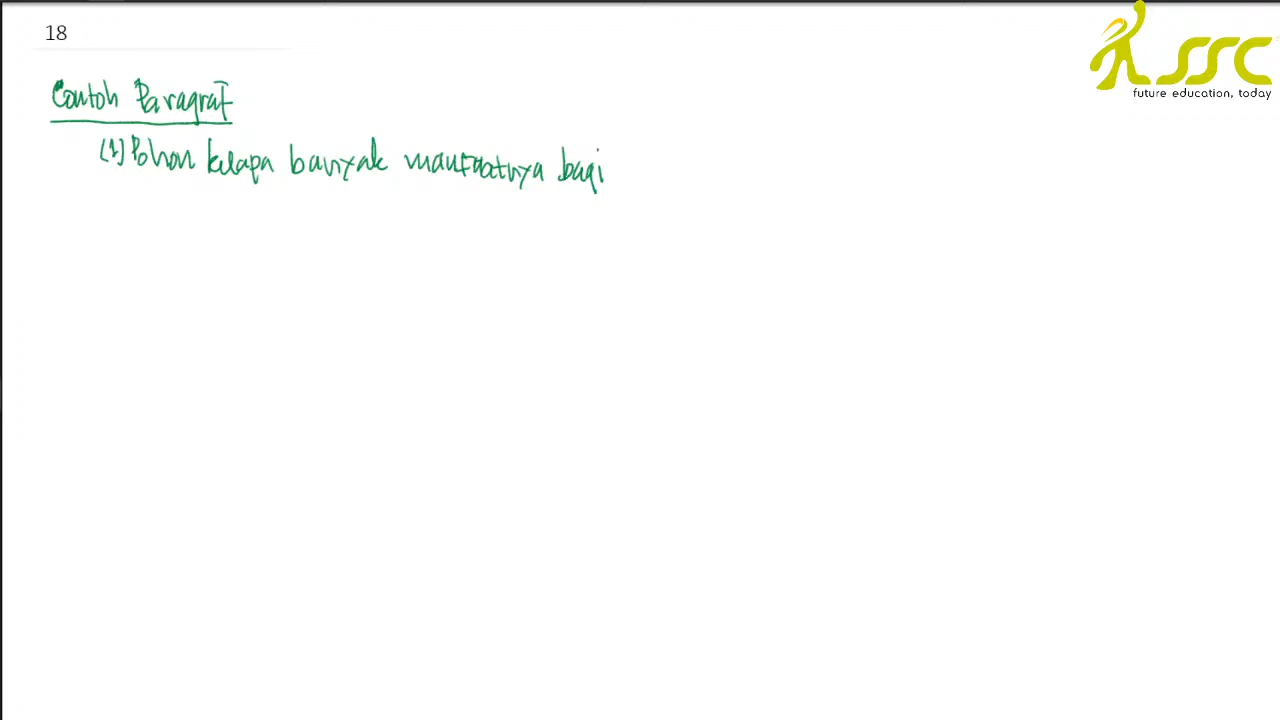 18
SSC
future education, today
Contoh Paragraf
(1) Pohon kelapa banyak manfaatnya bagi